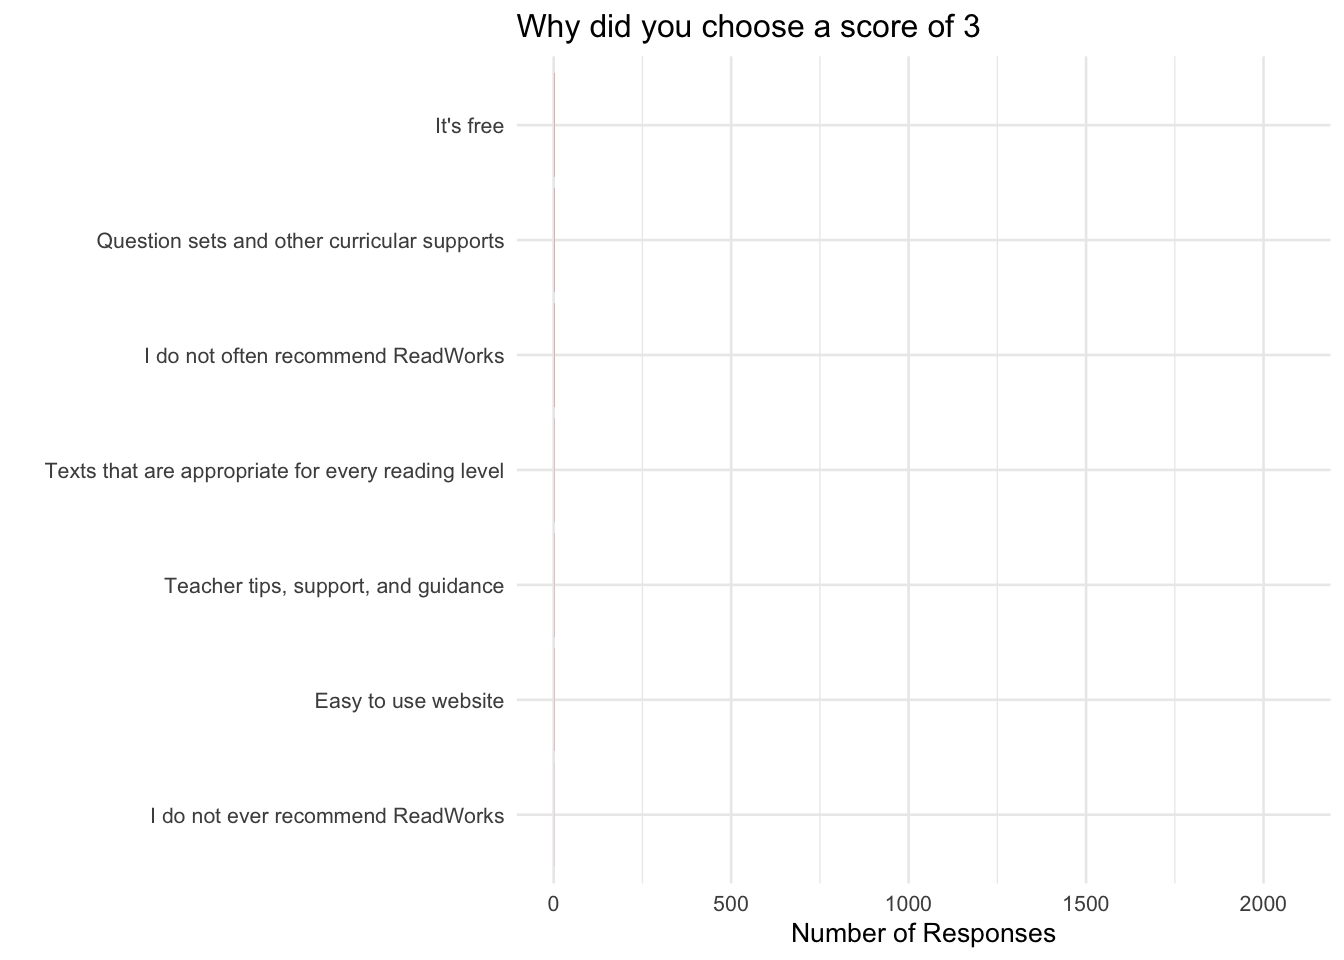 Why did you choose a score of 3
It's free
Question sets and other curricular supports
I do not often recommend ReadWorks
Texts that are appropriate for every reading level
Teacher tips, support, and guidance
Easy to use website
I do not ever recommend ReadWorks
0 500 1000 1500 2000
Number of Responses